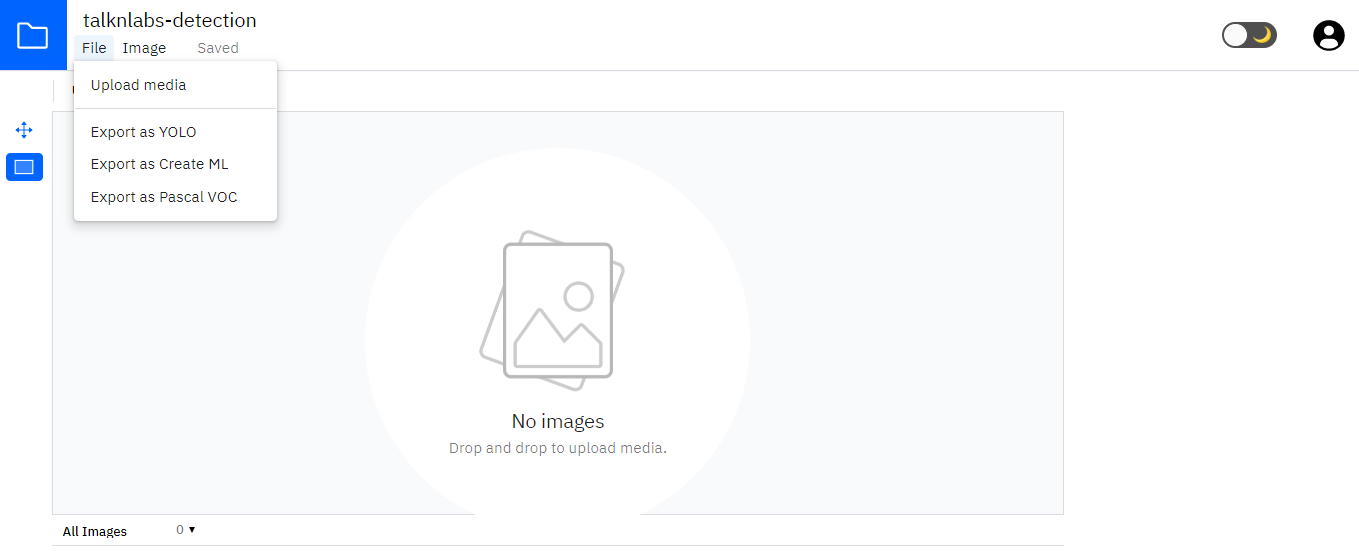 talknlabs-detection
File Image Saved
Upload media
Export as YOLO
Export as Create ML
Export as Pascal VOC
No images
Drop and drop to upload media.
All Images 0 ▼